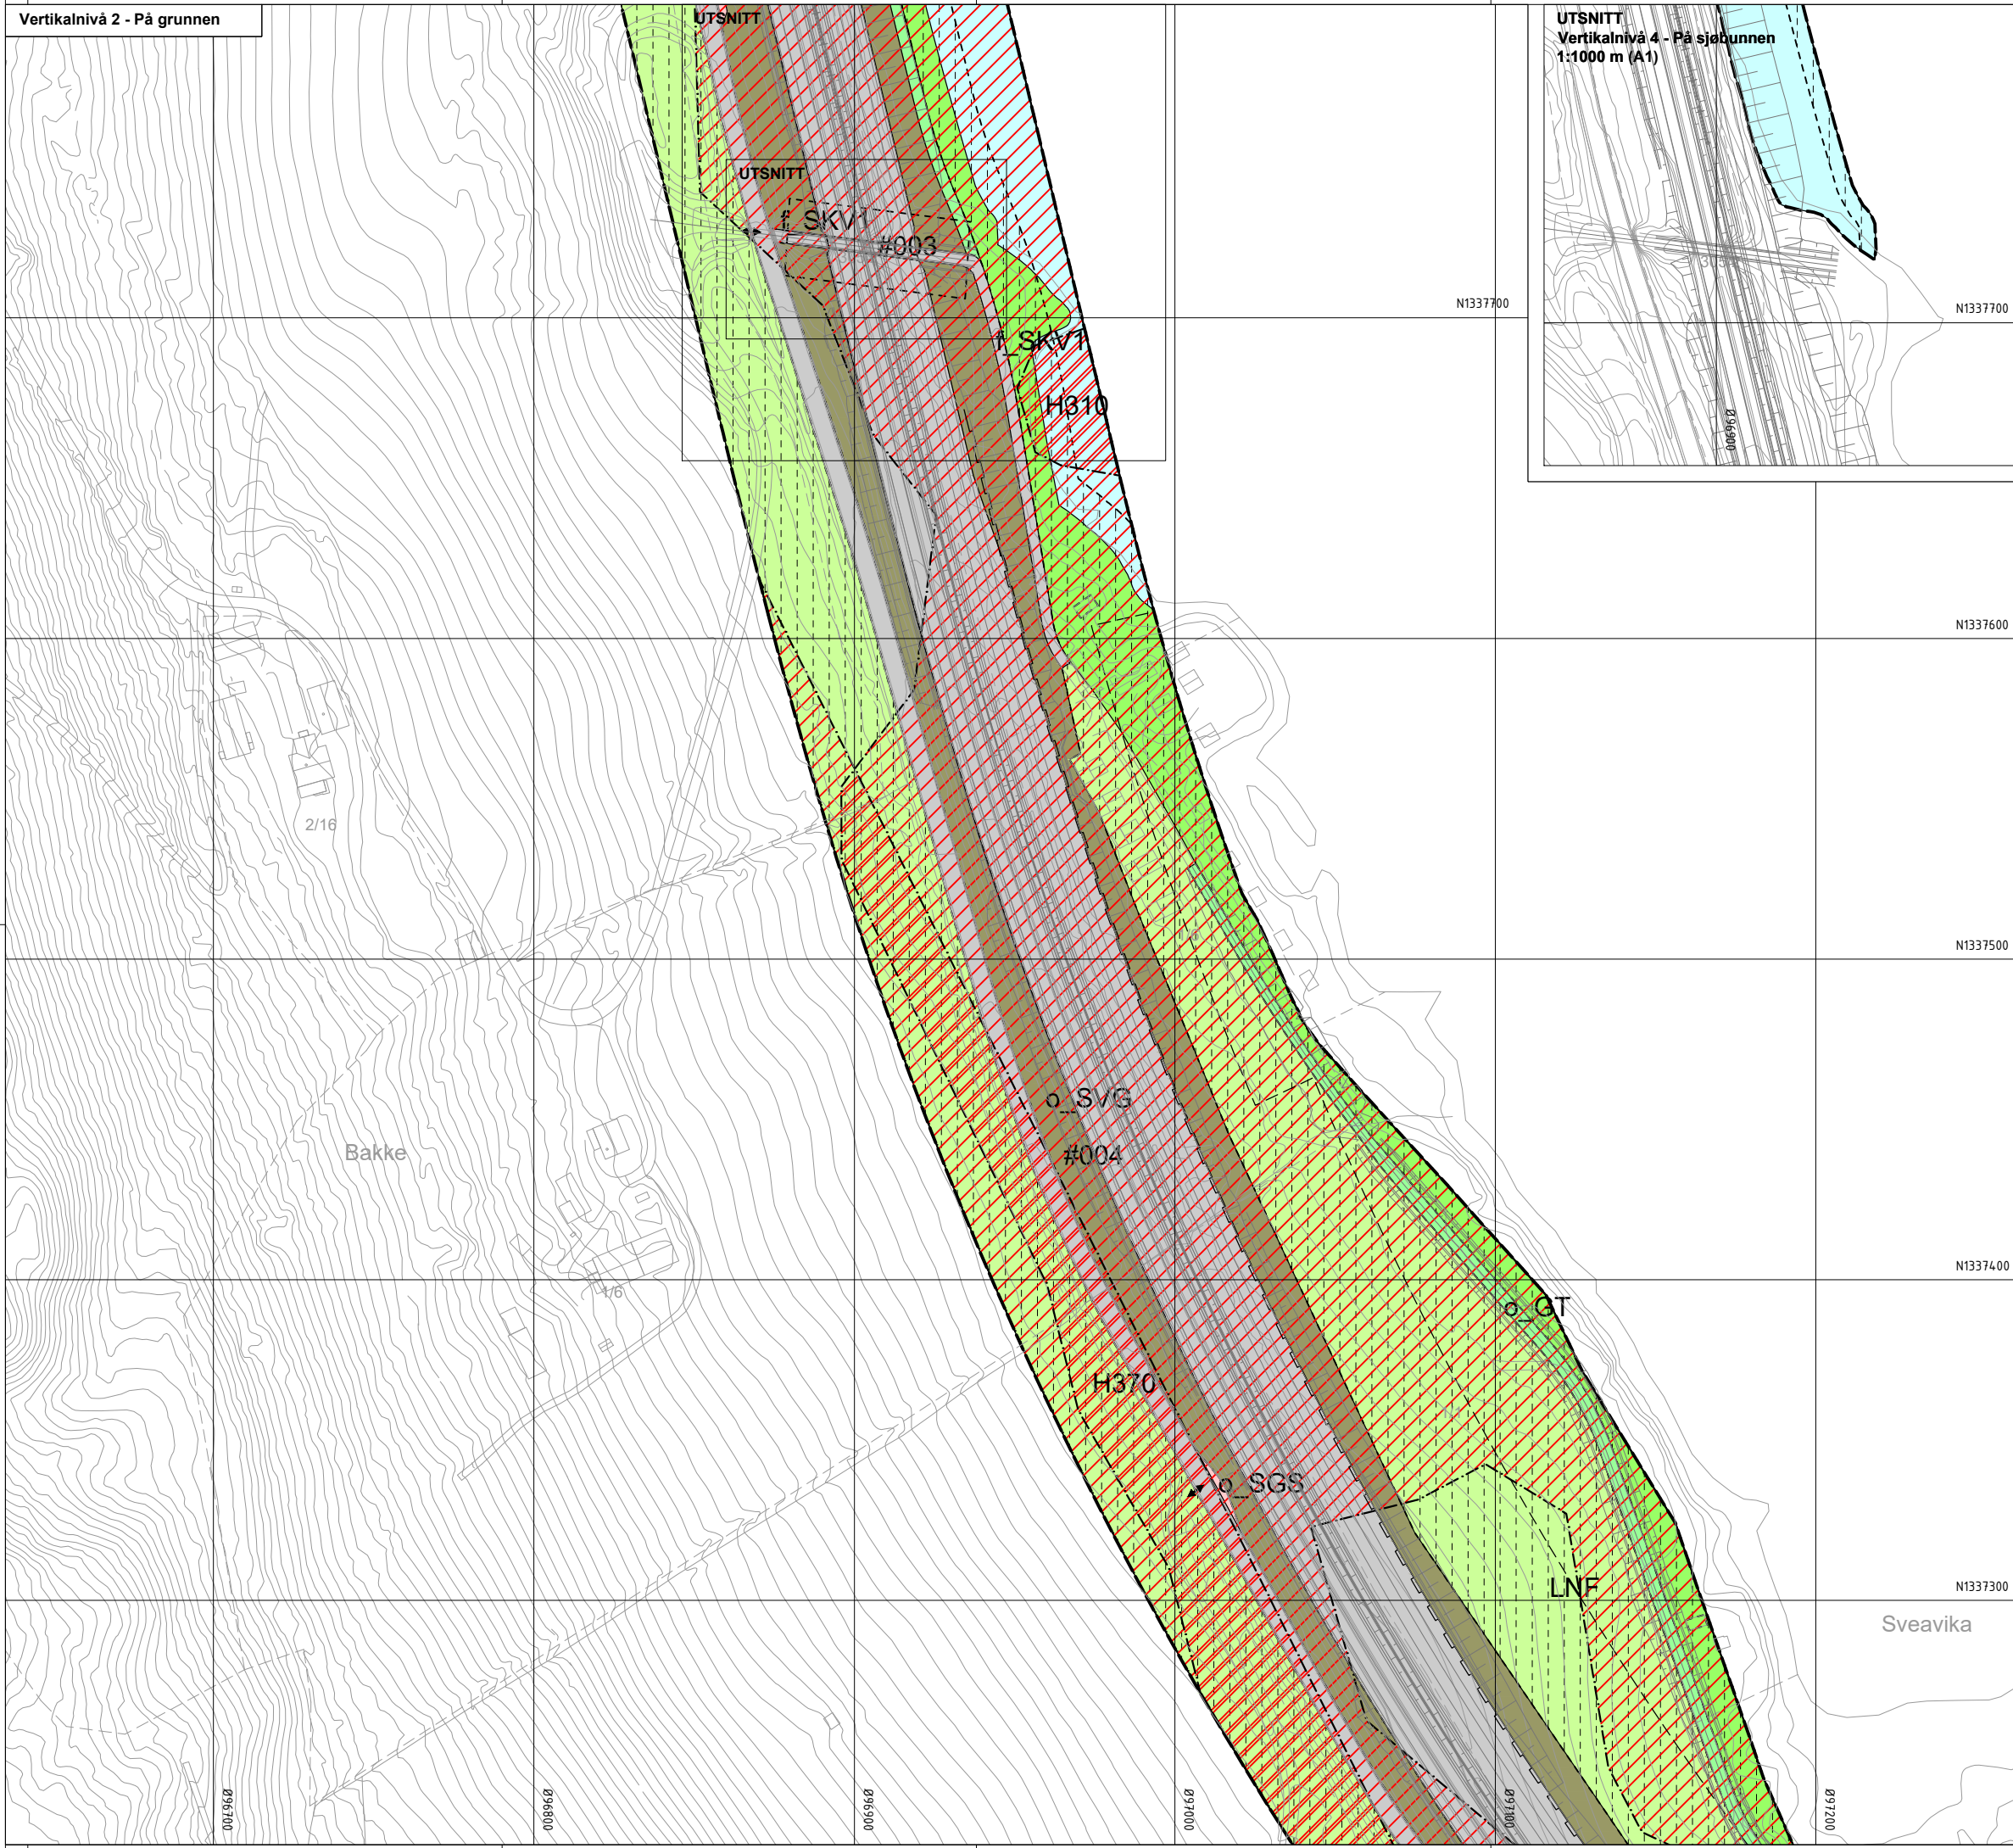 Vertikalnivå 2 - På grunnen
UTSNITT
UTSNITT
Vertikalnivå 4 - På sjøbunnen
1:1000 m (A1)
UTSNITT
f_SKV1
#003
N1337700
N1337700
f_SKV1
H310
Ø96900
N1337600
2/16
N1337500
o_SVG
#004
Bakke
1/6
N1337400
o_GT
H370
o_SGS
LNF
N1337300
Sveavika
Ø96700
Ø96800
Ø96900
Ø97000
Ø97100
Ø97200